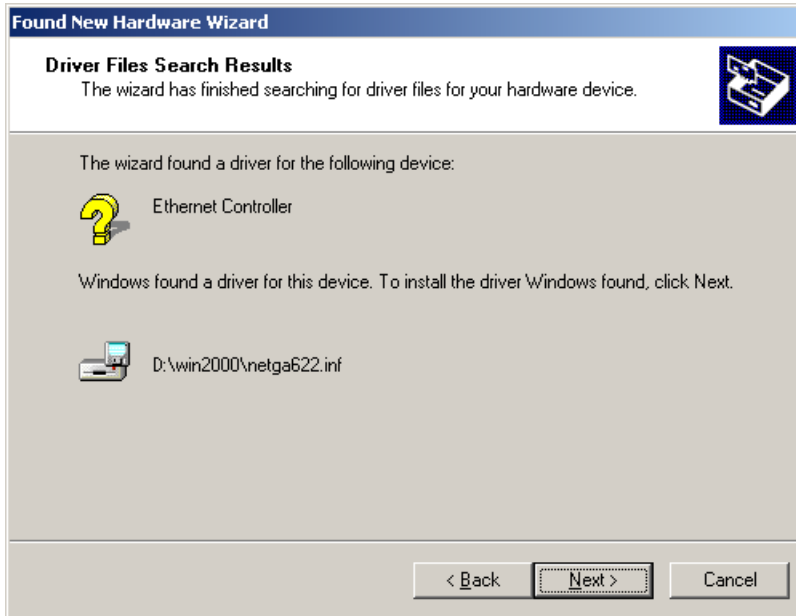 Found New Hardware Wizard
Driver Files Search Results
The wizard has finished searching for driver files for your hardware device.
The wizard found a driver for the following device:
Ethernet Controller
Windows found a driver for this device. To install the driver Windows found, click Next.
D:\win2000\netga622.inf
< Back Next > Cancel